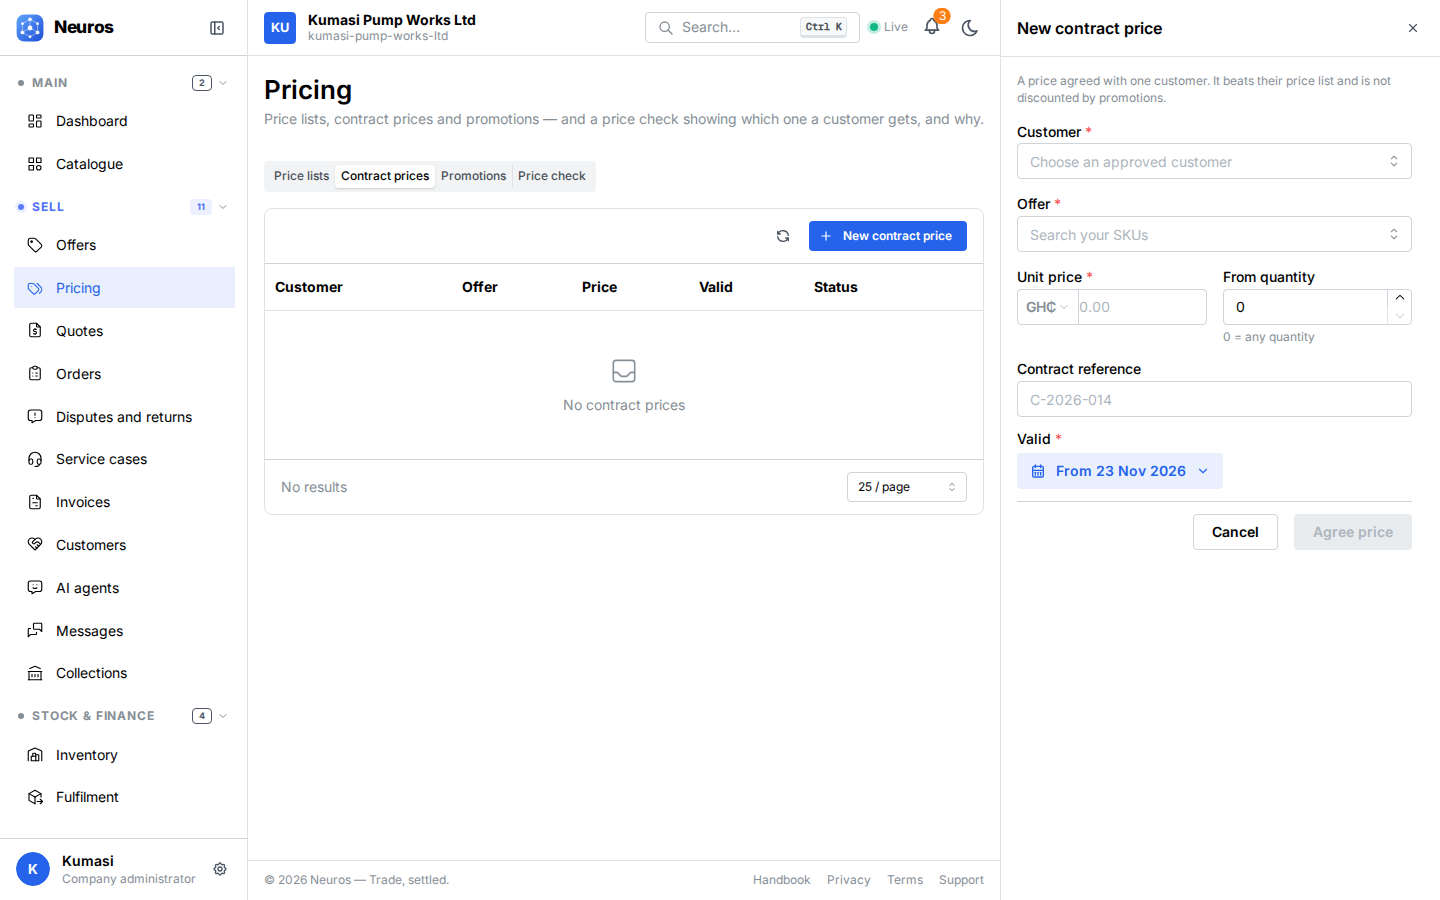 Neuros
MAIN
2
Dashboard
Catalogue
SELL
11
Offers
Pricing
Quotes
Orders
Disputes and returns
Service cases
Invoices
Customers
AI agents
Messages
Collections
STOCK & FINANCE
4
Inventory
Fulfilment
K
Kumasi
Company administrator
KU
Kumasi Pump Works Ltd
kumasi-pump-works-ltd
Search...
Ctrl K
Live
3
Pricing
Price lists, contract prices and promotions — and a price check showing which one a customer gets, and why.
Price lists
Contract prices
Promotions
Price check
New contract price
Customer
Offer
Price
Valid
Status
No contract prices
No results
25 / page
© 2026 Neuros — Trade, settled.
Handbook
Privacy
Terms
Support
New contract price
A price agreed with one customer. It beats their price list and is not
discounted by promotions.
Customer *
Choose an approved customer
Offer *
Search your SKUs
Unit price *
GH₵
0.00
From quantity
0
0 = any quantity
Contract reference
C-2026-014
Valid *
From 23 Nov 2026
Cancel
Agree price